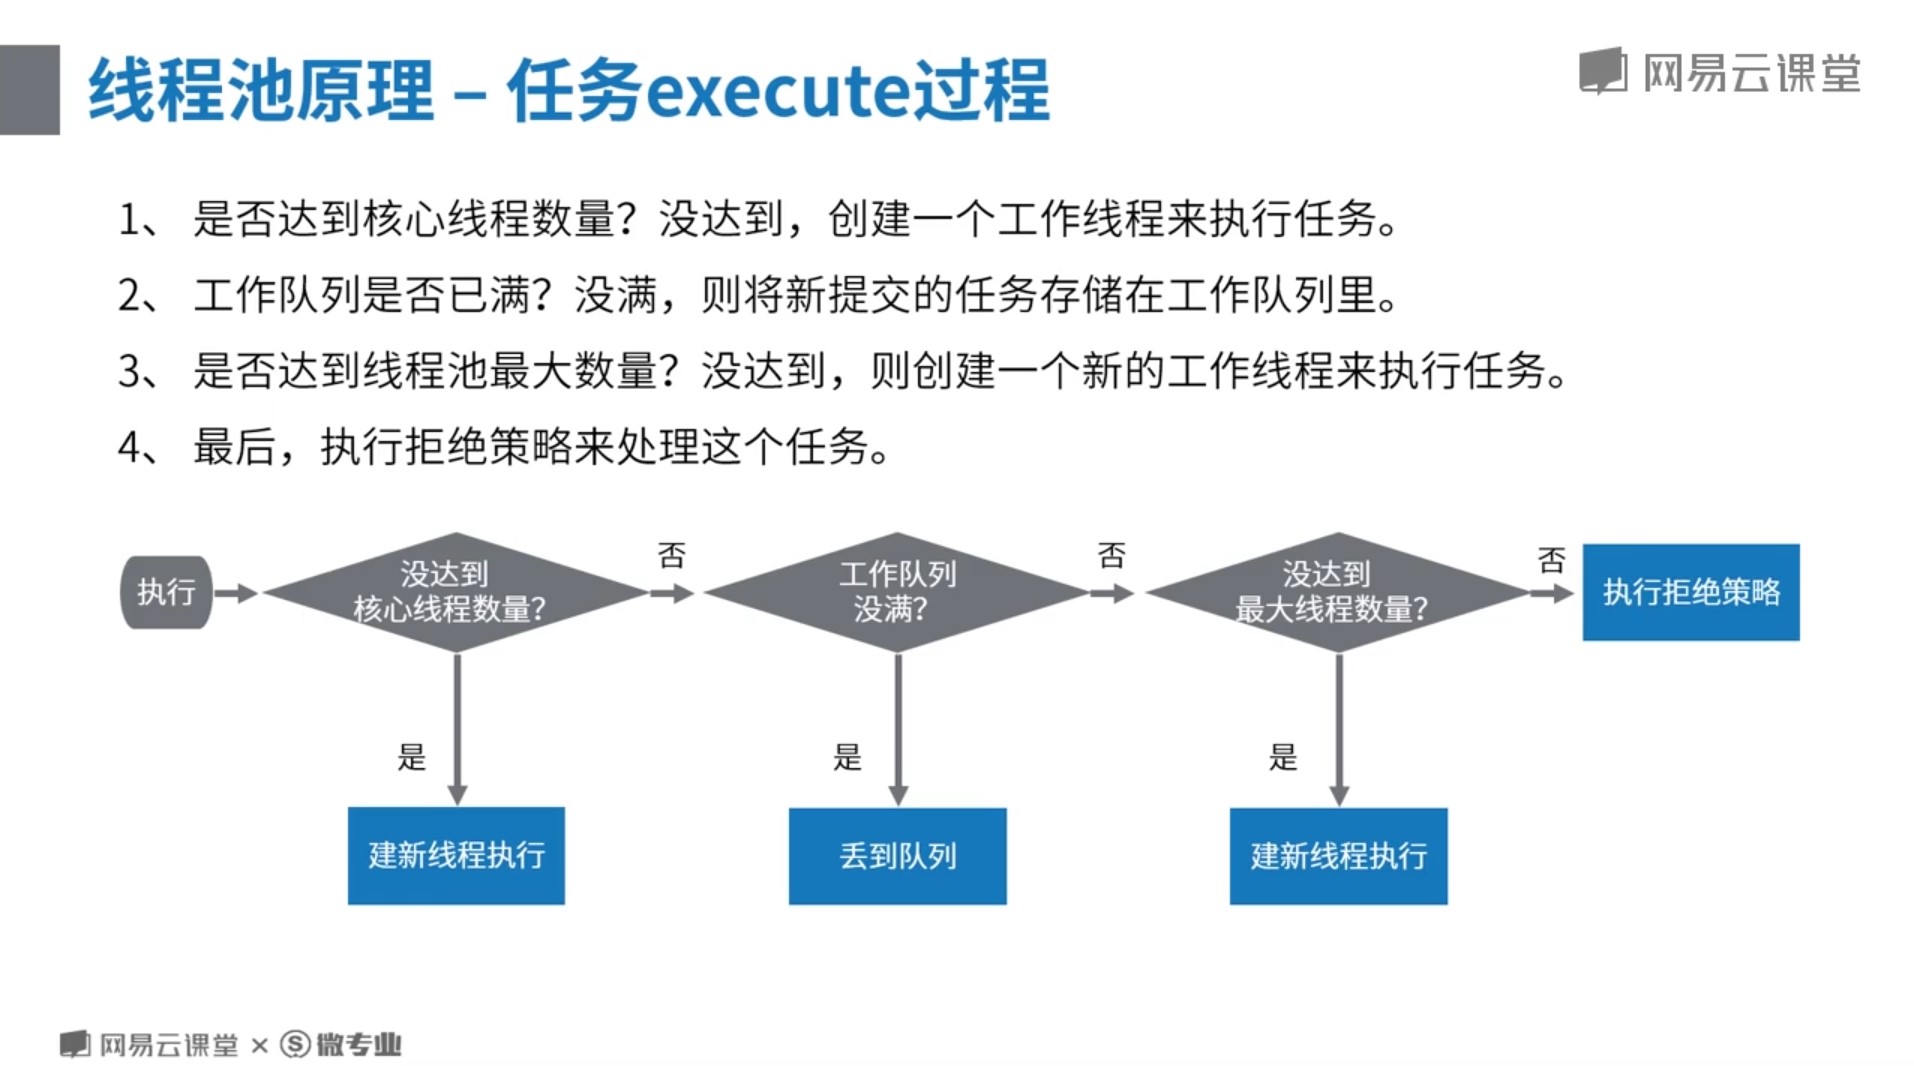 线程池原理 – 任务execute过程
网易云课堂
1、 是否达到核心线程数量？没达到，创建一个工作线程来执行任务。
2、 工作队列是否已满？没满，则将新提交的任务存储在工作队列里。
3、 是否达到线程池最大数量？没达到，则创建一个新的工作线程来执行任务。
4、 最后，执行拒绝策略来处理这个任务。
执行
没达到
核心线程数量？
否
工作队列
没满？
否
没达到
最大线程数量？
否
执行拒绝策略
是
是
是
建新线程执行
丢到队列
建新线程执行
网易云课堂 × S 微专业